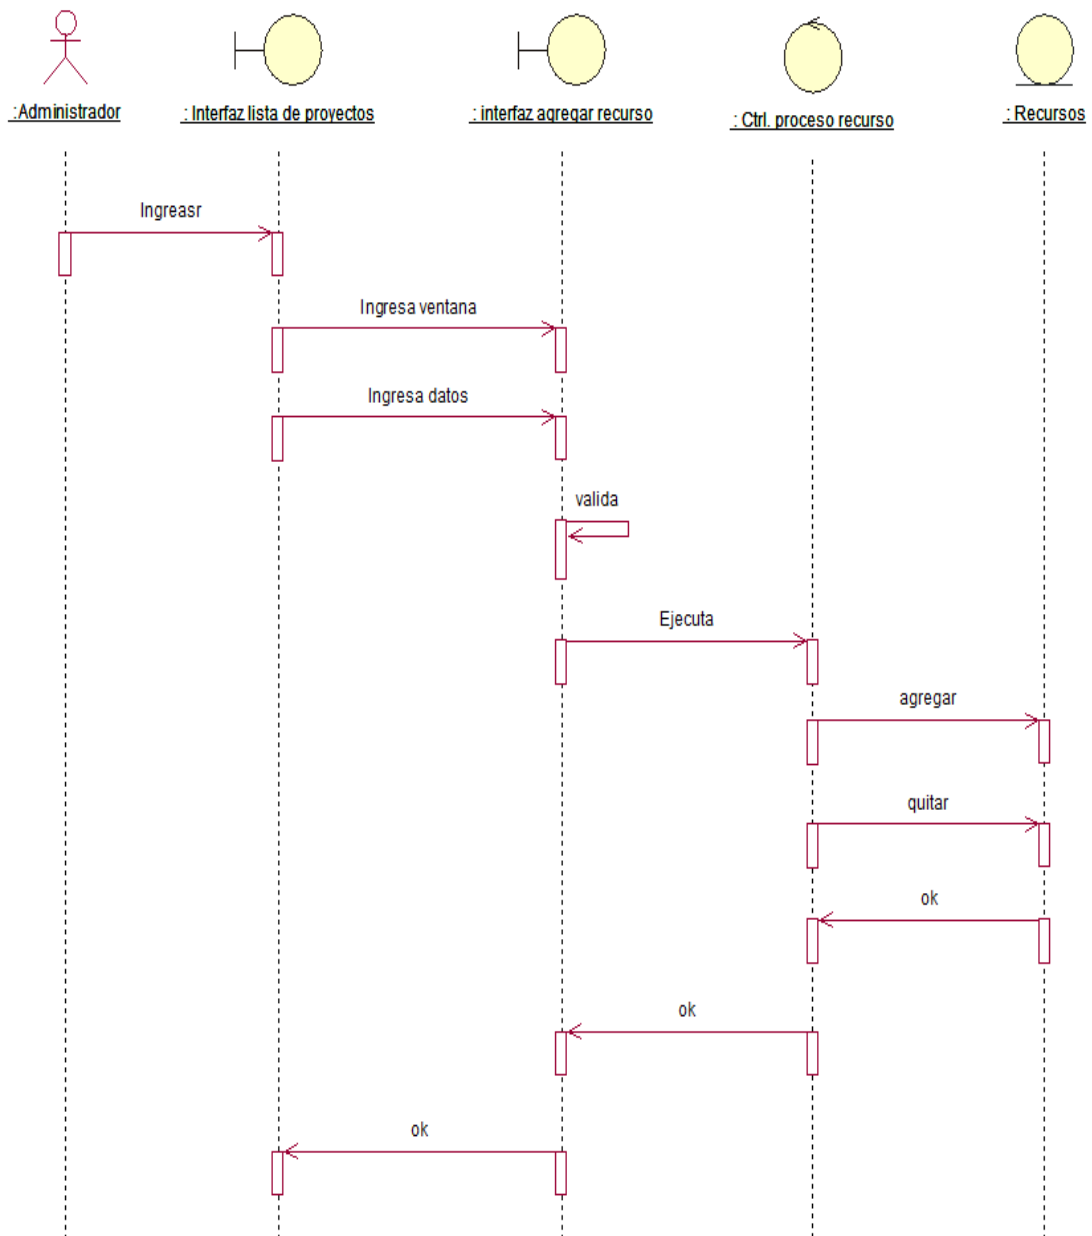 :Administrador
: Interfaz lista de proyectos
: interfaz agregar recurso
: Ctrl. proceso recurso
: Recursos
Ingreasr
Ingresa ventana
Ingresa datos
valida
Ejecuta
agregar
quitar
ok
ok
ok